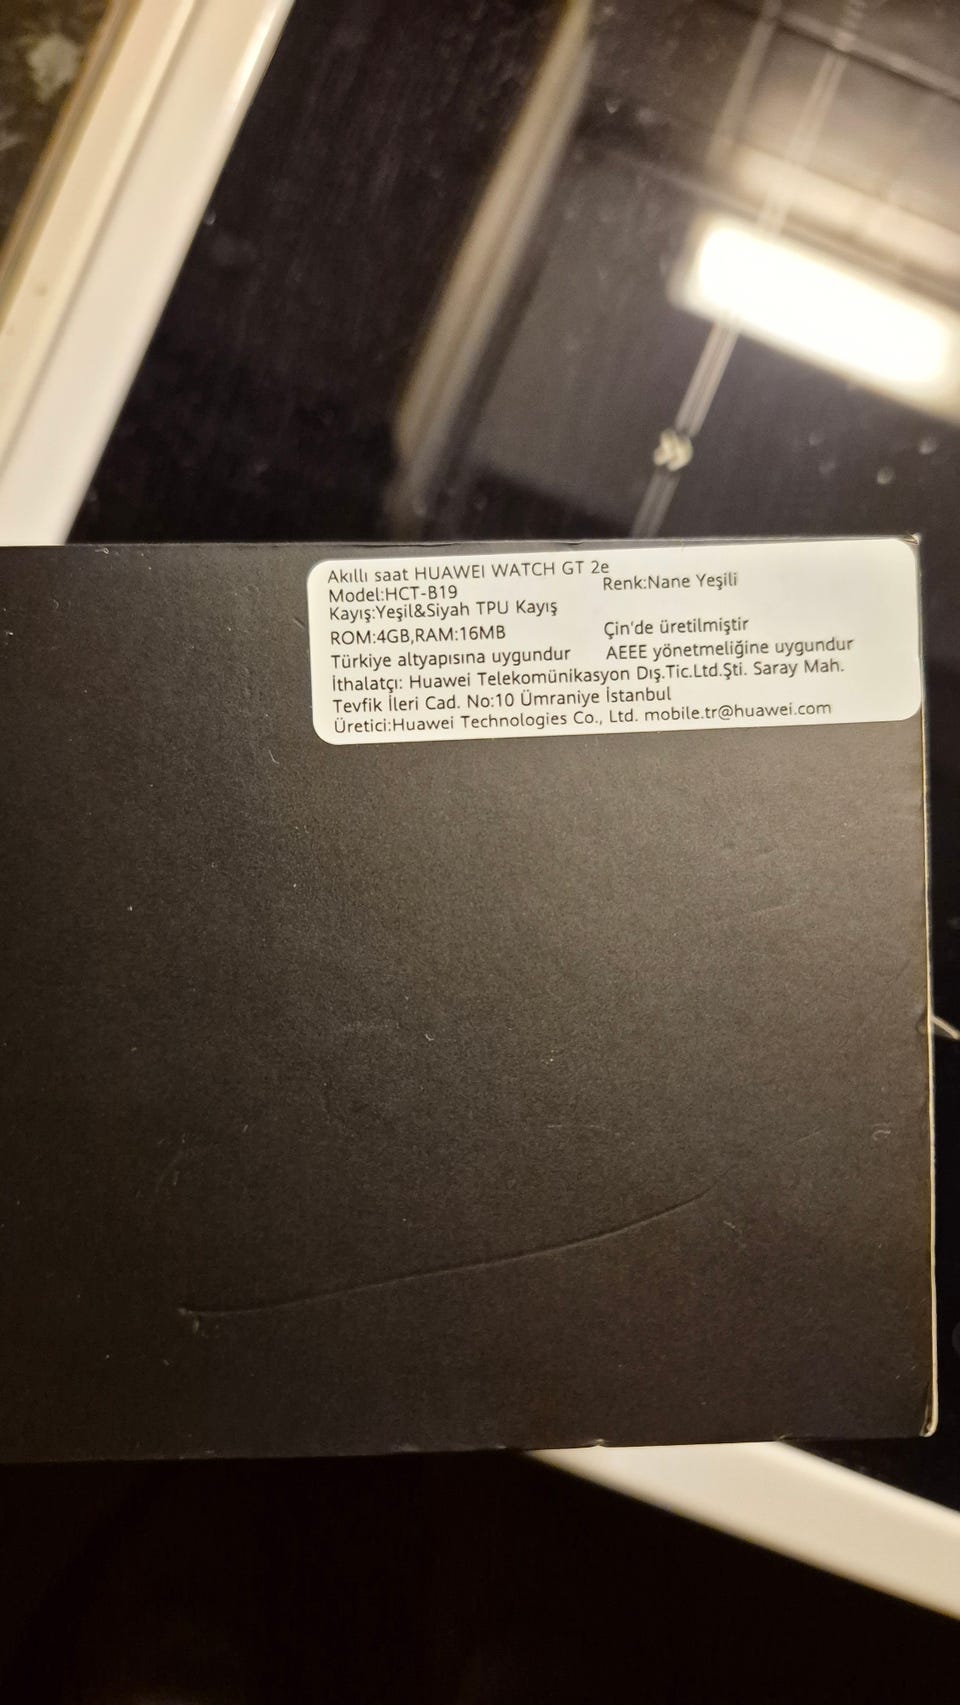 Akıllı saat HUAWEI WATCH GT 2e
Model:HCT-B19 Renk:Nane Yeşili
Kayış:Yeşil&Siyah TPU Kayış
ROM:4GB,RAM:16MB Çin'de üretilmiştir
Türkiye altyapısına uygundur AEEE yönetmeliğine uygundur
İthalatçı: Huawei Telekomünikasyon Dış.Tic.Ltd.Şti. Saray Mah.
Tevfik İleri Cad. No:10 Ümraniye İstanbul
Üretici:Huawei Technologies Co., Ltd. mobile.tr@huawei.com